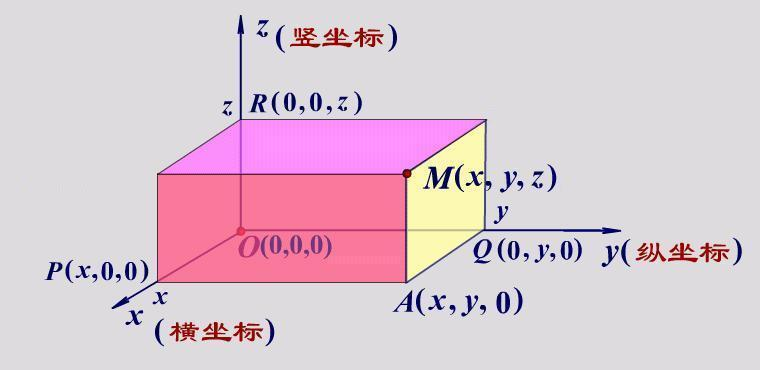 z (竖坐标)
z R(0,0,z)
M(x, y, z)
y
O(0,0,0)
Q(0, y, 0) y(纵坐标)
P(x,0,0)
x
A(x, y, 0)
x (横坐标)